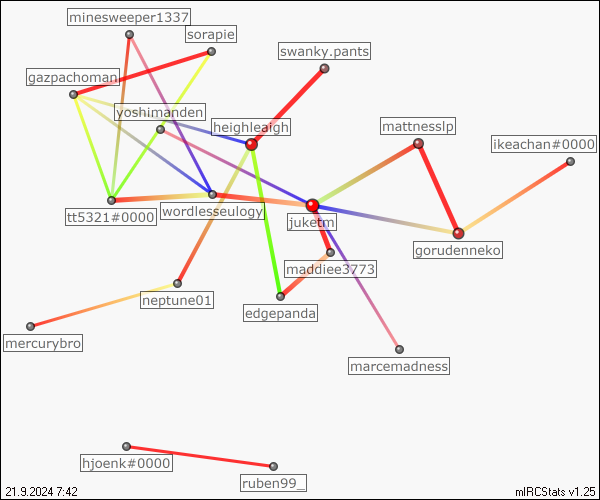 minesweeper1337
sorapie
swanky.pants
gazpachoman
yoshimanden
heighleaigh
mattnesslp
ikeachan#0000
tt5321#0000
wordlesseulogy
juketm
gorudenneko
maddiee3773
neptune01
edgepanda
mercurybro
marcemadness
hjoenk#0000
ruben99_
21.9.2024 7:42
mIRCStats v1.25